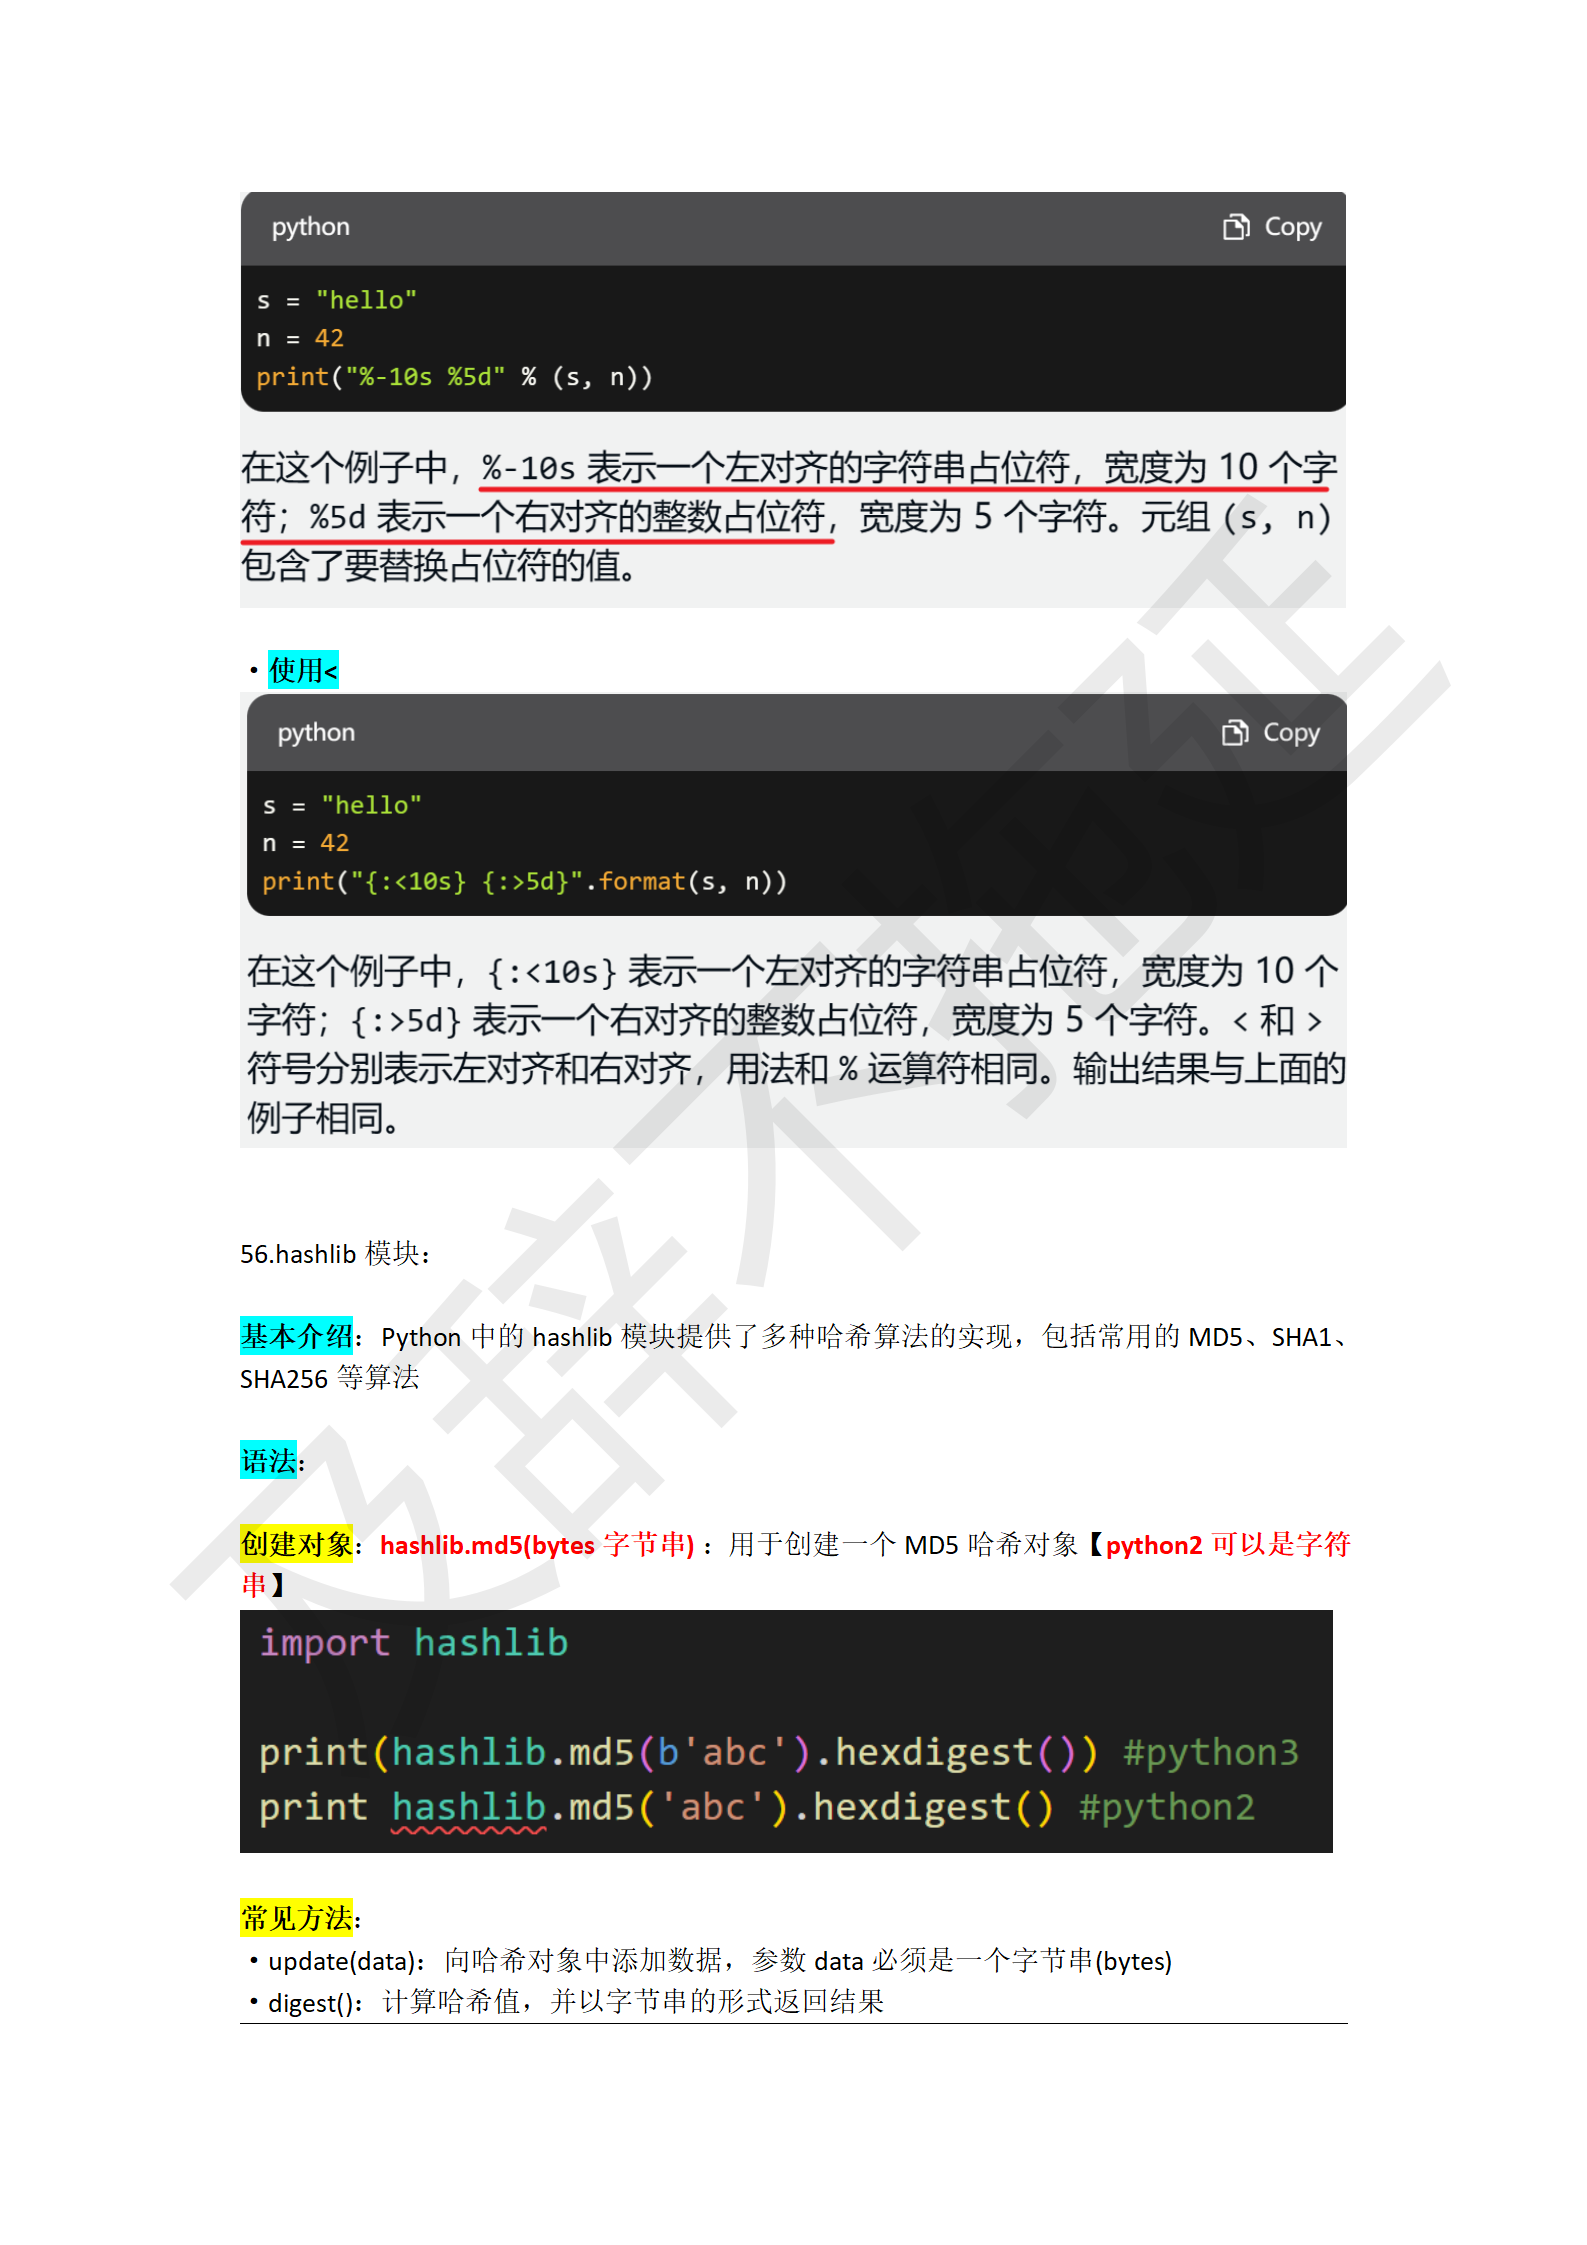 python Copy
s = "hello"
n = 42
print("%-10s %5d" % (s, n))
在这个例子中，%-10s 表示一个左对齐的字符串占位符，宽度为 10 个字
符；%5d 表示一个右对齐的整数占位符，宽度为 5 个字符。元组 (s, n)
包含了要替换占位符的值。
·使用<
python Copy
s = "hello"
n = 42
print("{:<10s} {:>5d}".format(s, n))
在这个例子中，{:<10s} 表示一个左对齐的字符串占位符，宽度为 10 个
字符；{:>5d} 表示一个右对齐的整数占位符，宽度为 5 个字符。< 和 >
符号分别表示左对齐和右对齐，用法和 % 运算符相同。输出结果与上面的
例子相同。
56.hashlib 模块：
基本介绍：Python 中的 hashlib 模块提供了多种哈希算法的实现，包括常用的 MD5、SHA1、
SHA256 等算法
语法：
创建对象：hashlib.md5(bytes 字节串)：用于创建一个 MD5 哈希对象【python2 可以是字符
串】
import hashlib
print(hashlib.md5(b'abc').hexdigest()) #python3
print hashlib.md5('abc').hexdigest() #python2
常见方法：
·update(data)：向哈希对象中添加数据，参数 data 必须是一个字节串(bytes)
·digest()：计算哈希值，并以字节串的形式返回结果
及辞不拖延